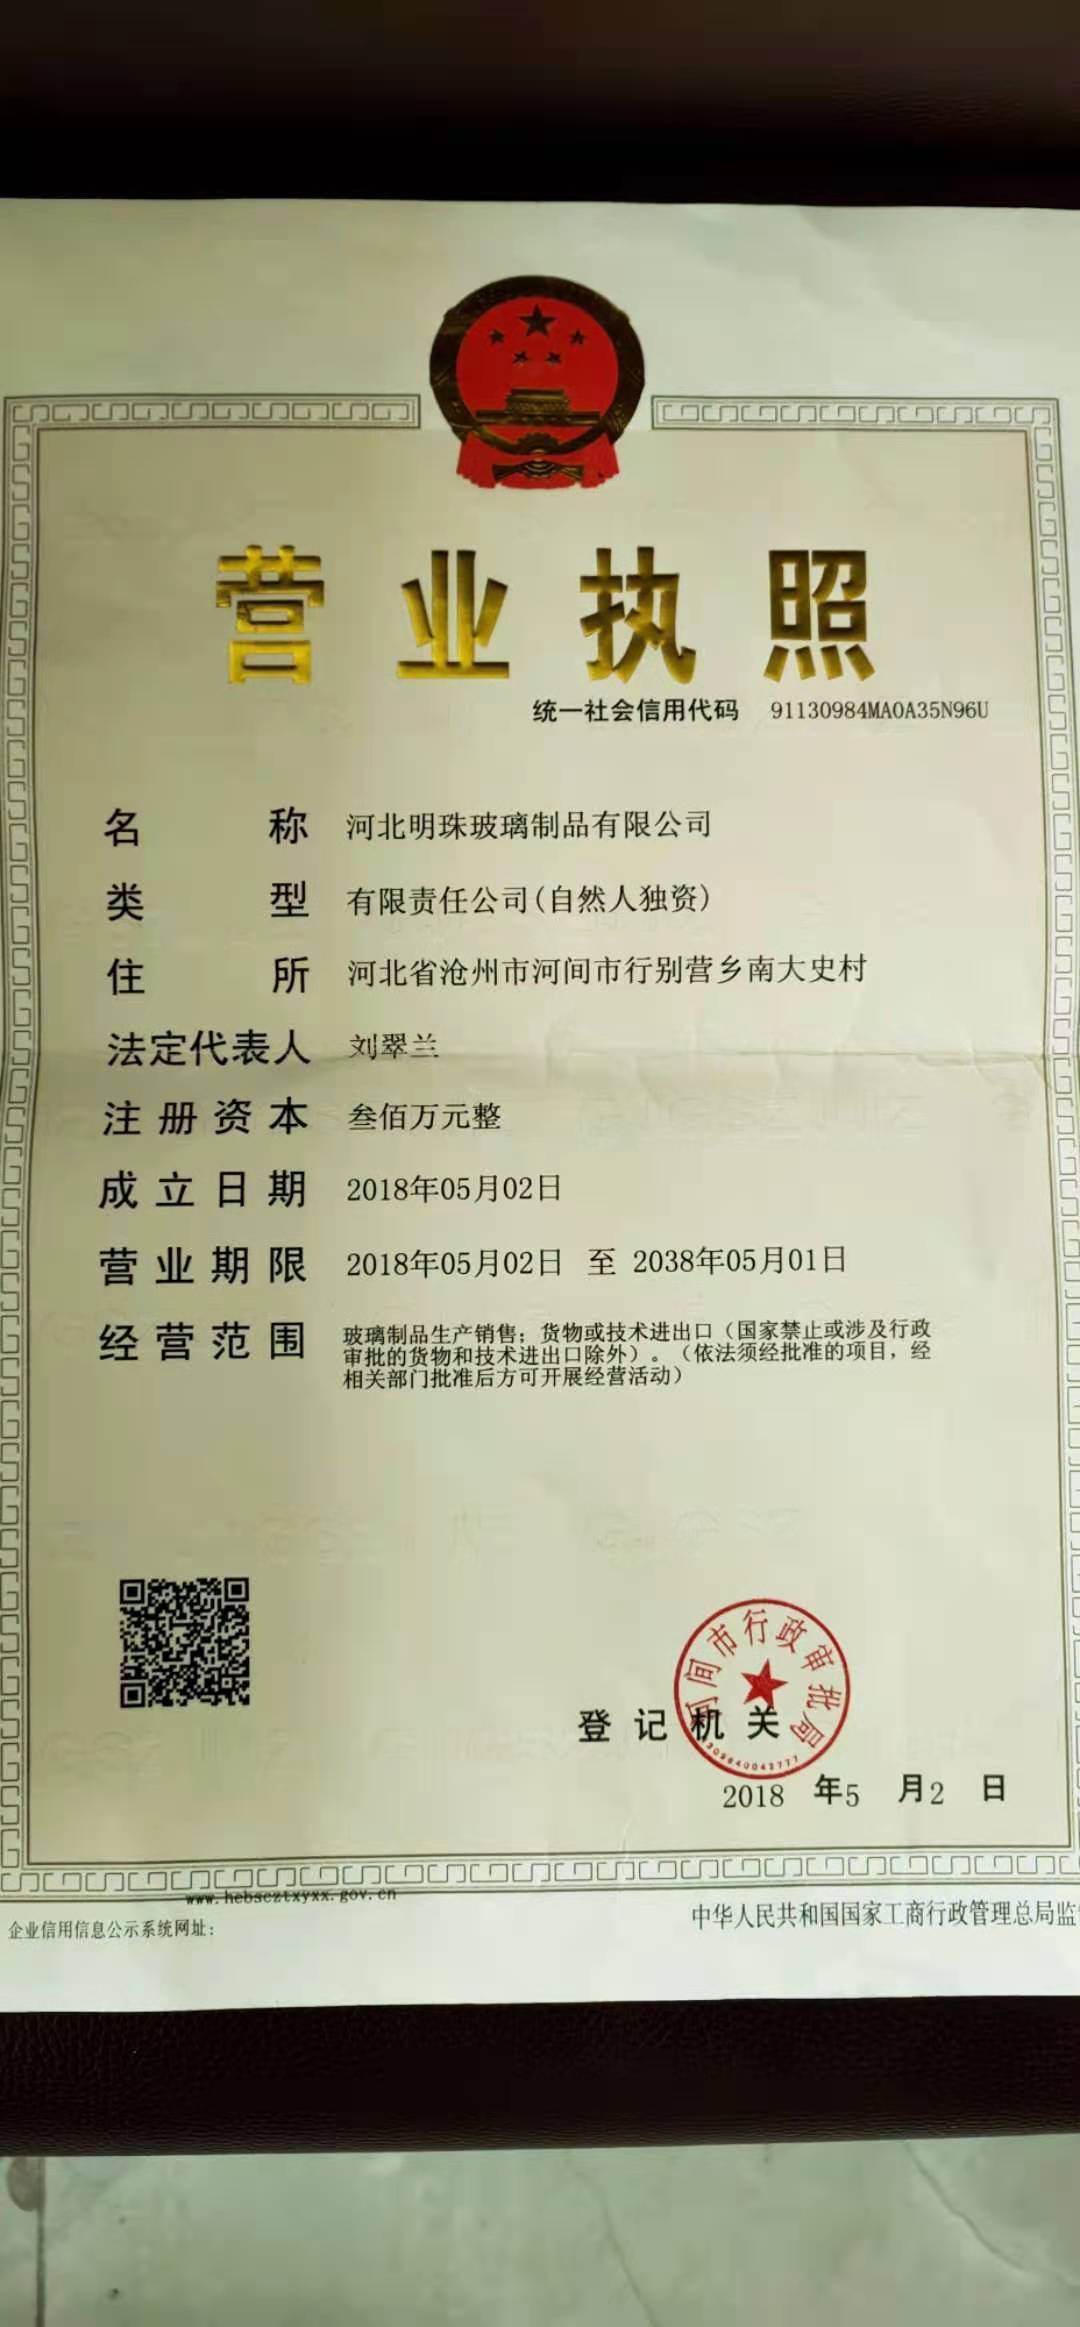 营业执照
统一社会信用代码 91130984MA0A35N96U
名称 河北明珠玻璃制品有限公司
类型 有限责任公司(自然人独资)
住所 河北省沧州市河间市行别营乡南大史村
法定代表人 刘翠兰
注册资本 叁佰万元整
成立日期 2018年05月02日
营业期限 2018年05月02日 至 2038年05月01日
经营范围 玻璃制品生产销售；货物或技术进出口（国家禁止或涉及行政
审批的货物和技术进出口除外）。（依法须经批准的项目，经
相关部门批准后方可开展经营活动）
河间市行政审批局
登记机关
2018 年5 月2 日
www.hebscztxyxx.gov.cn
企业信用信息公示系统网址：
中华人民共和国国家工商行政管理总局监